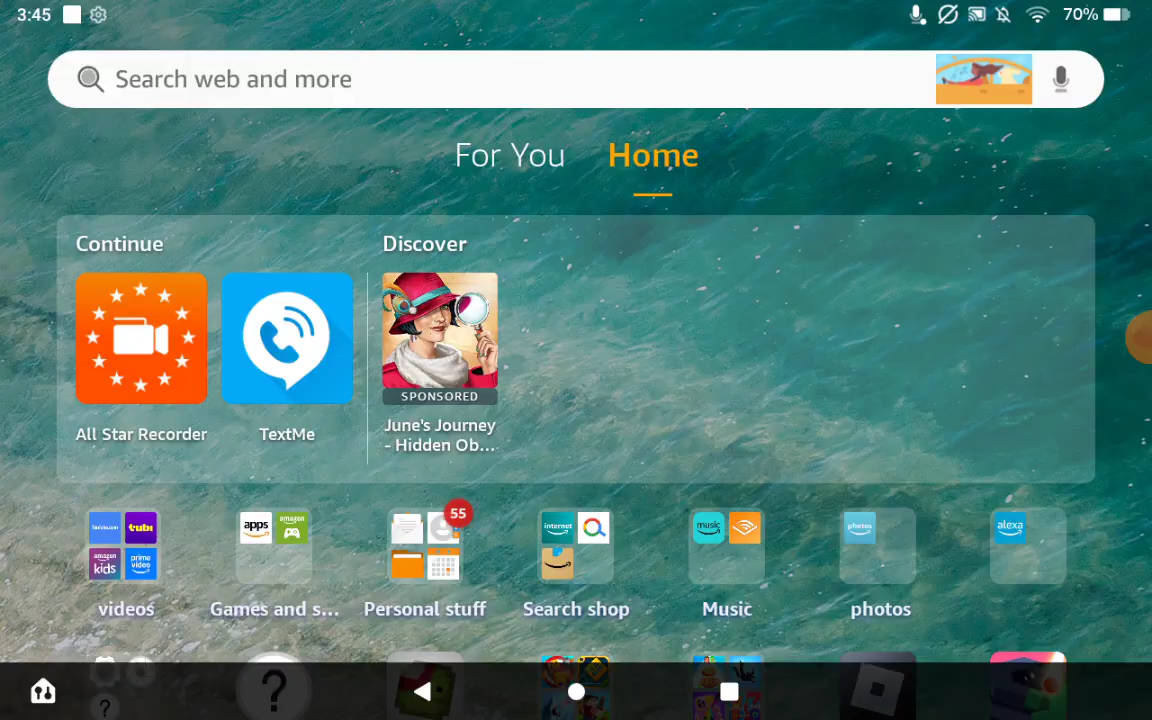 3:45
70%
Search web and more
For You
Home
Continue
Discover
SPONSORED
All Star Recorder
TextMe
June's Journey
- Hidden Ob...
tubi
amazon
kids
prime
video
apps
amazon
55
internet
music
photos
alexa
videos
Games and s...
Personal stuff
Search shop
Music
photos
?
?